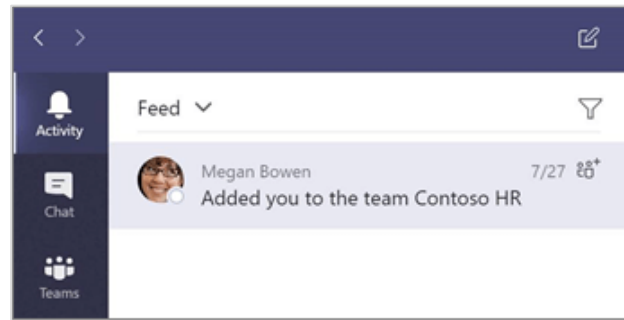 Activity
Chat
Teams
Feed
Megan Bowen 7/27
Added you to the team Contoso HR